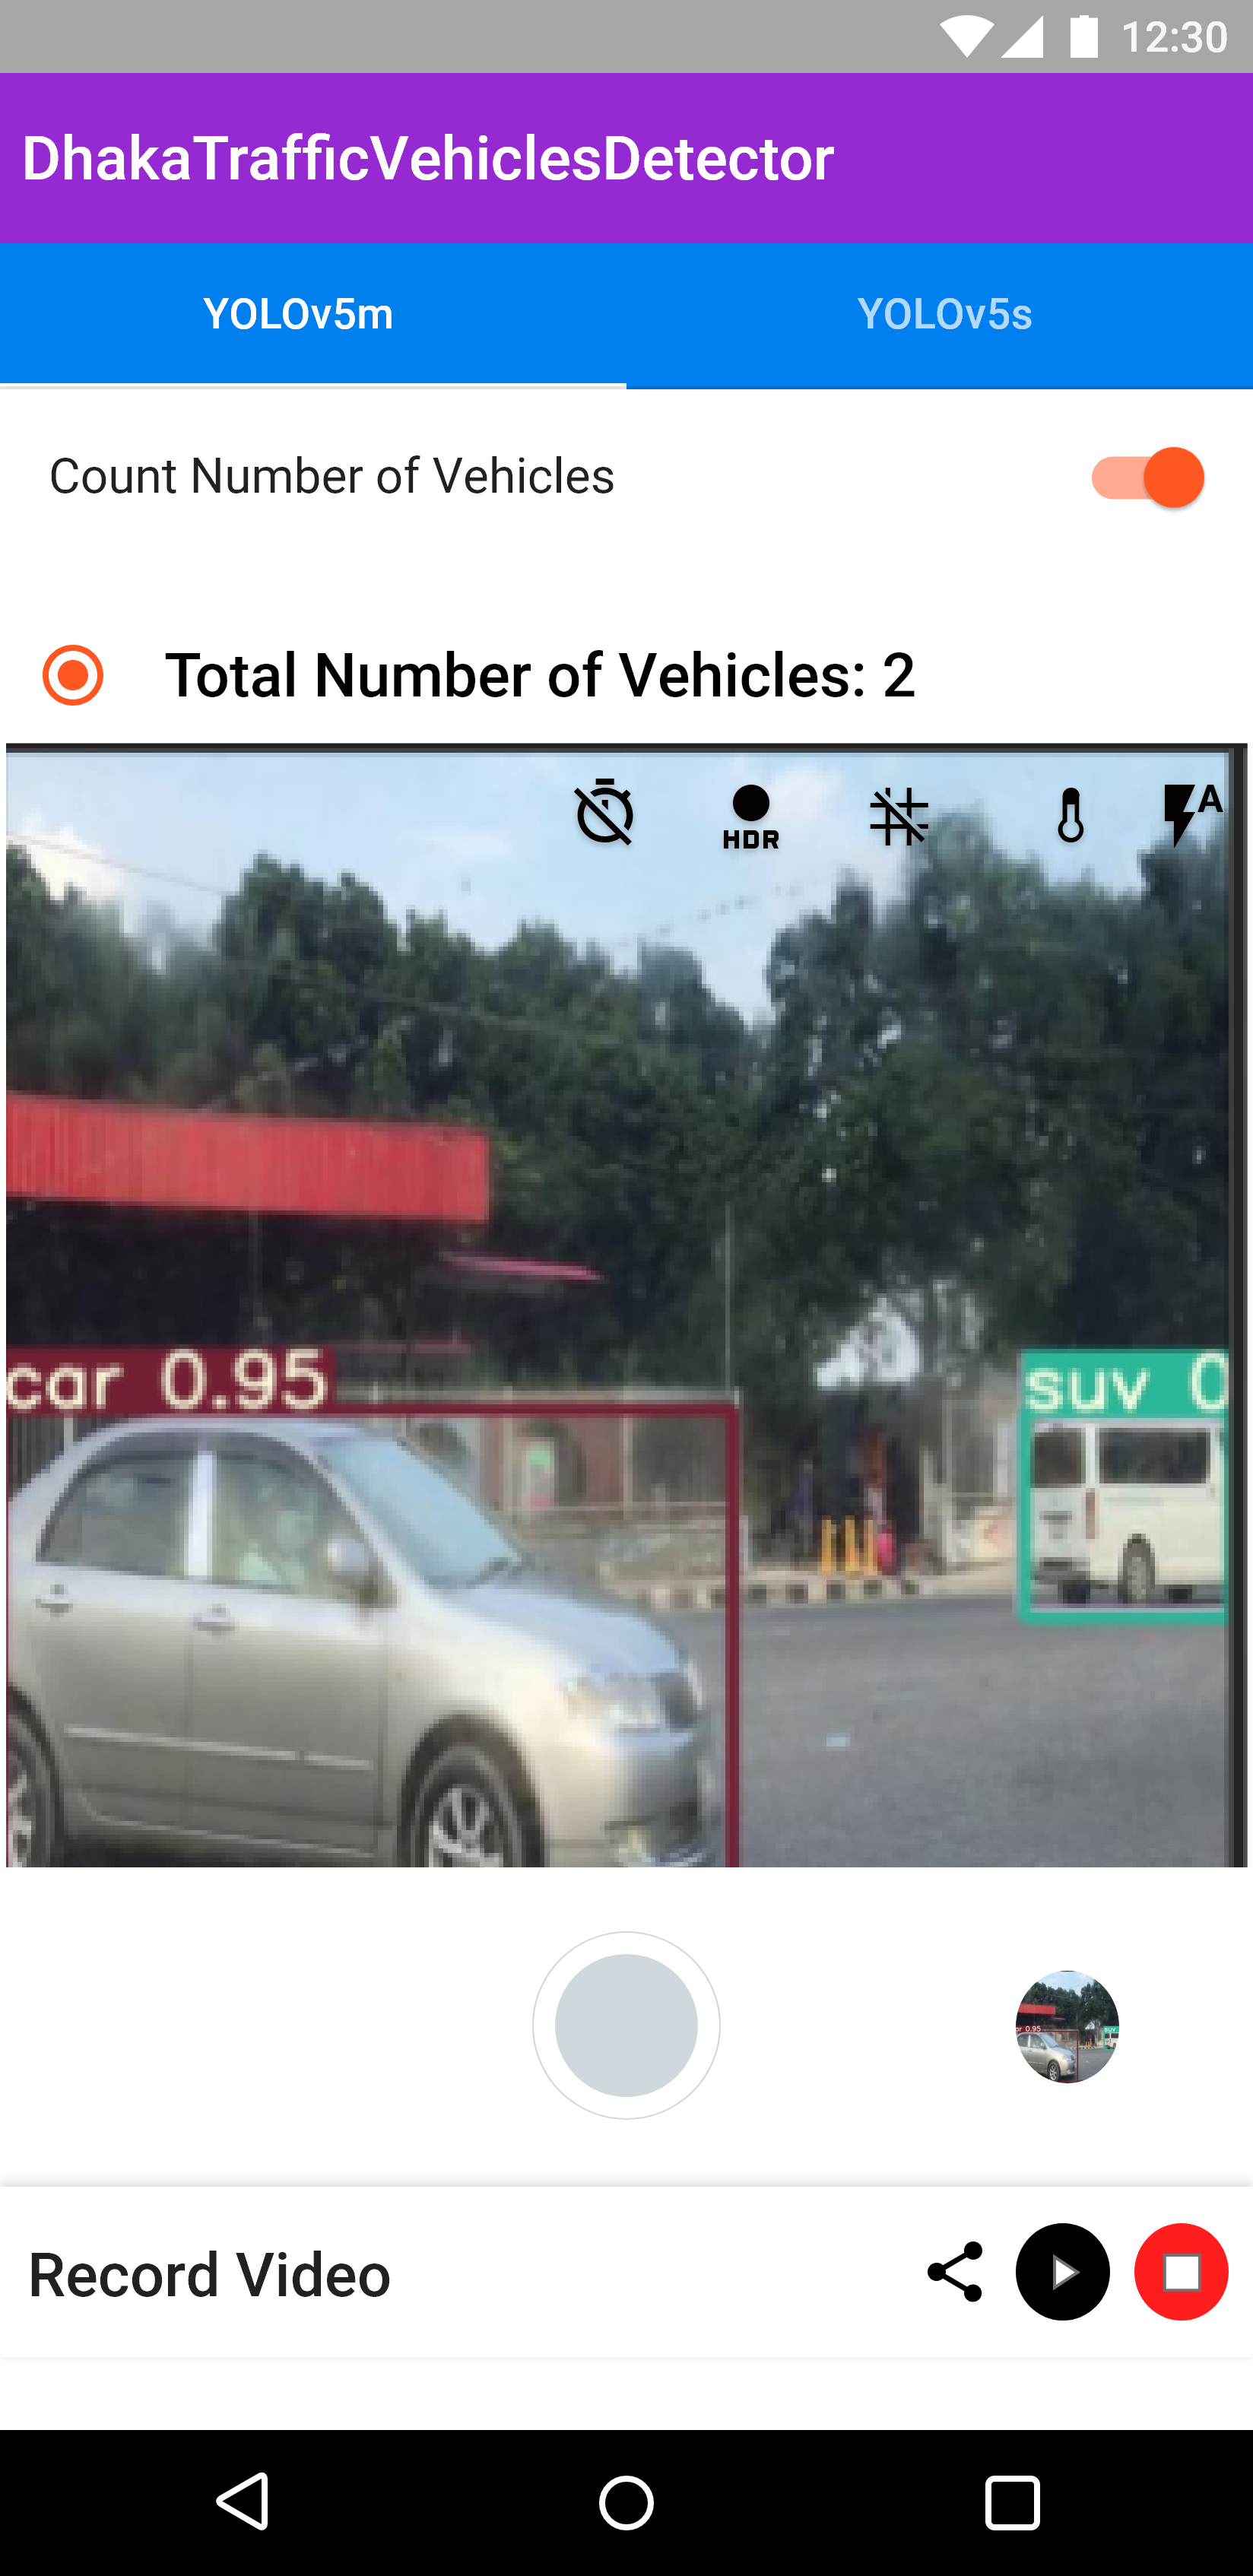 12:30
DhakaTrafficVehiclesDetector
YOLOv5m YOLOv5s
Count Number of Vehicles
Total Number of Vehicles: 2
HDR A
car 0.95 suv 0
Record Video